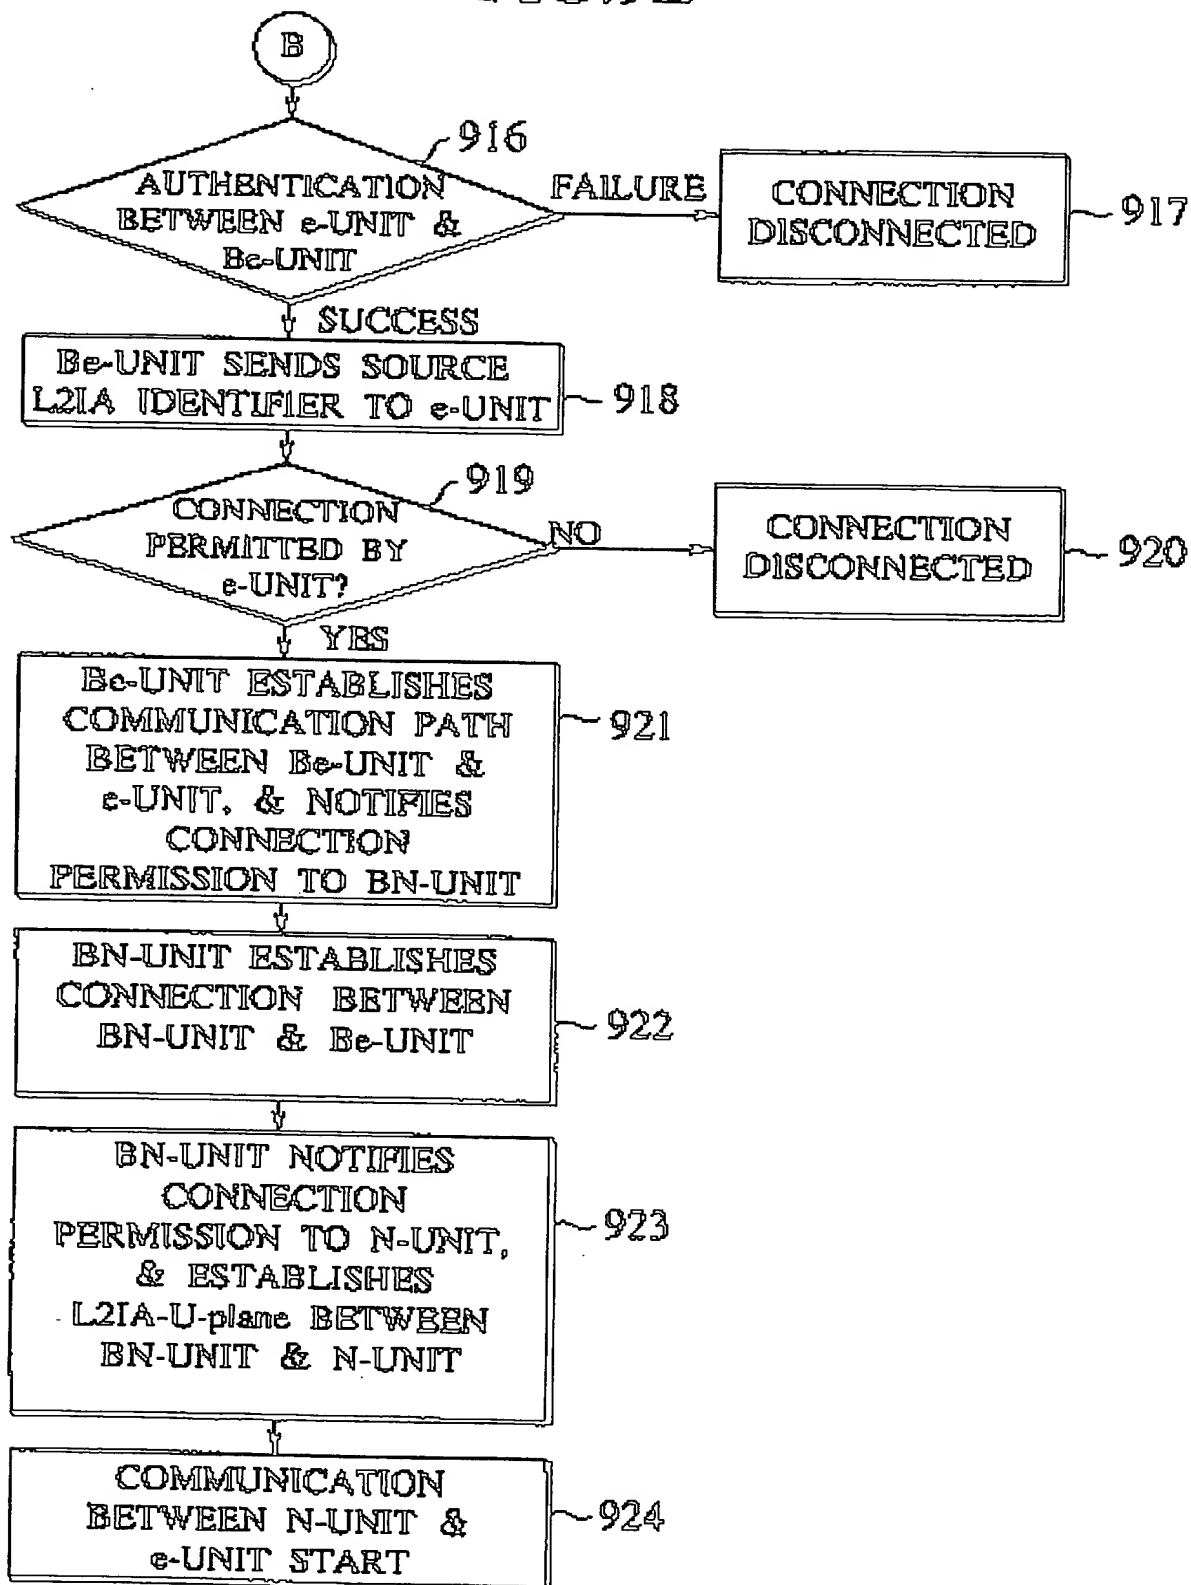 B
916
AUTHENTICATION
BETWEEN e-UNIT &
Be-UNIT
FAILURE
CONNECTION
DISCONNECTED
917
SUCCESS
Be-UNIT SENDS SOURCE
L2IA IDENTIFIER TO e-UNIT
918
919
CONNECTION
PERMITTED BY
e-UNIT?
NO
CONNECTION
DISCONNECTED
920
YES
Be-UNIT ESTABLISHES
COMMUNICATION PATH
BETWEEN Be-UNIT &
e-UNIT, & NOTIFIES
CONNECTION
PERMISSION TO BN-UNIT
921
BN-UNIT ESTABLISHES
CONNECTION BETWEEN
BN-UNIT & Be-UNIT
922
BN-UNIT NOTIFIES
CONNECTION
PERMISSION TO N-UNIT,
& ESTABLISHES
L2IA-U-plane BETWEEN
BN-UNIT & N-UNIT
923
COMMUNICATION
BETWEEN N-UNIT &
e-UNIT START
924